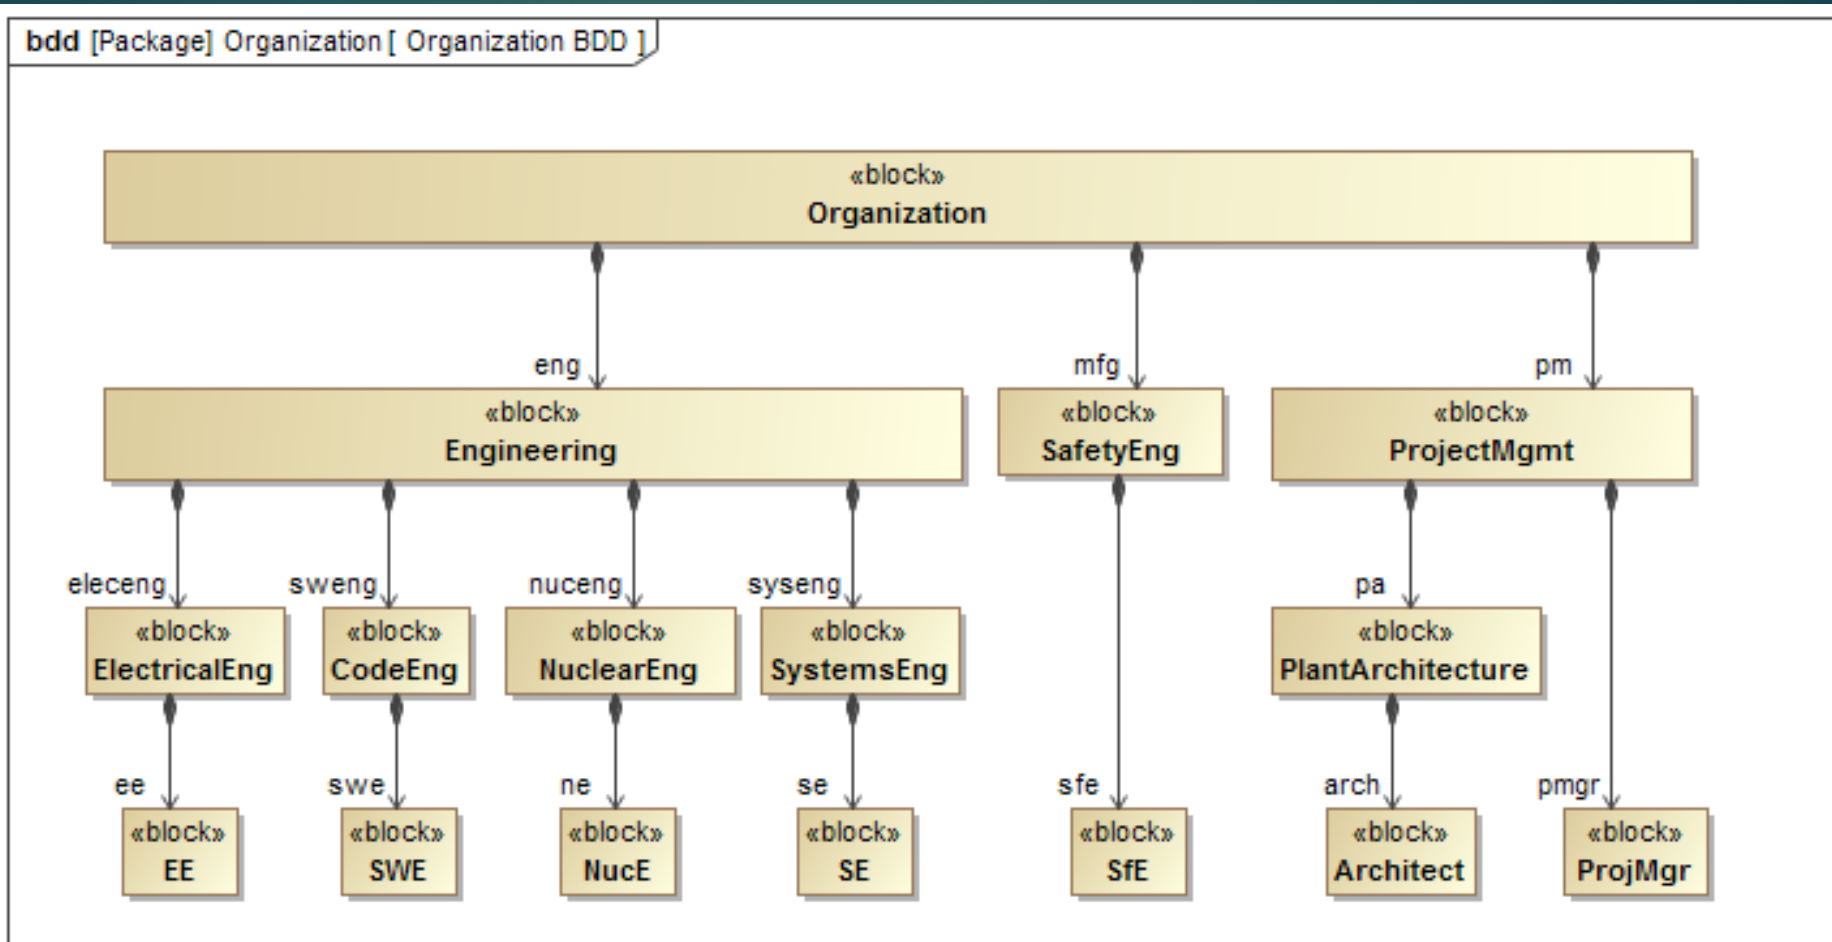 bdd [Package] Organization [ Organization BDD ]
«block»
Organization
eng
mfg
pm
«block»
Engineering
«block»
SafetyEng
«block»
ProjectMgmt
eleceng
sweng
nuceng
syseng
pa
«block»
ElectricalEng
«block»
CodeEng
«block»
NuclearEng
«block»
SystemsEng
«block»
PlantArchitecture
ee
swe
ne
se
sfe
arch
pmgr
«block»
EE
«block»
SWE
«block»
NucE
«block»
SE
«block»
SfE
«block»
Architect
«block»
ProjMgr